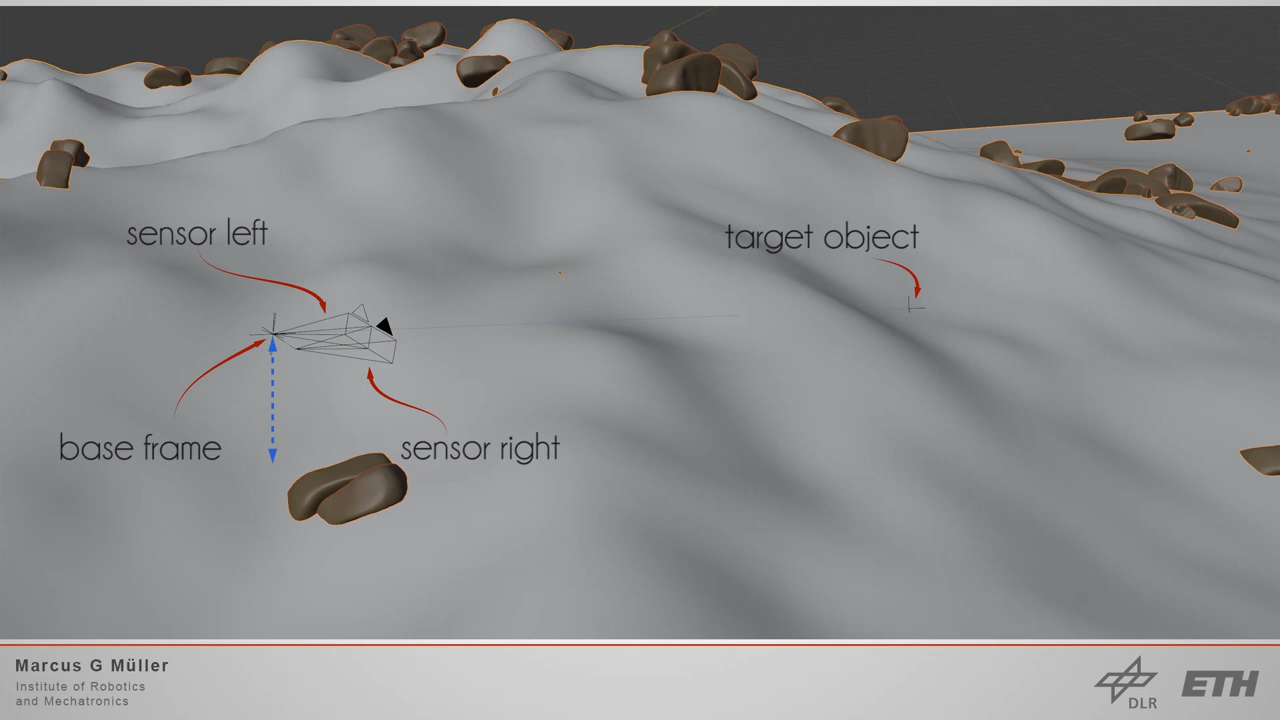 sensor left
target object
base frame
sensor right
Marcus G Müller
Institute of Robotics
and Mechatronics
DLR
ETH